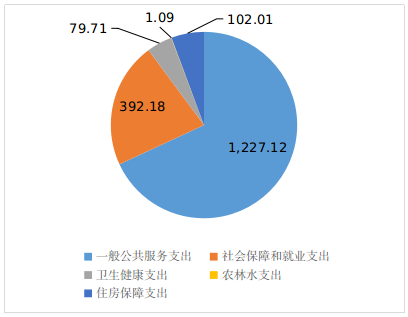 1.09
102.01
79.71
392.18
1,227.12
一般公共服务支出 社会保障和就业支出
卫生健康支出 农林水支出
住房保障支出